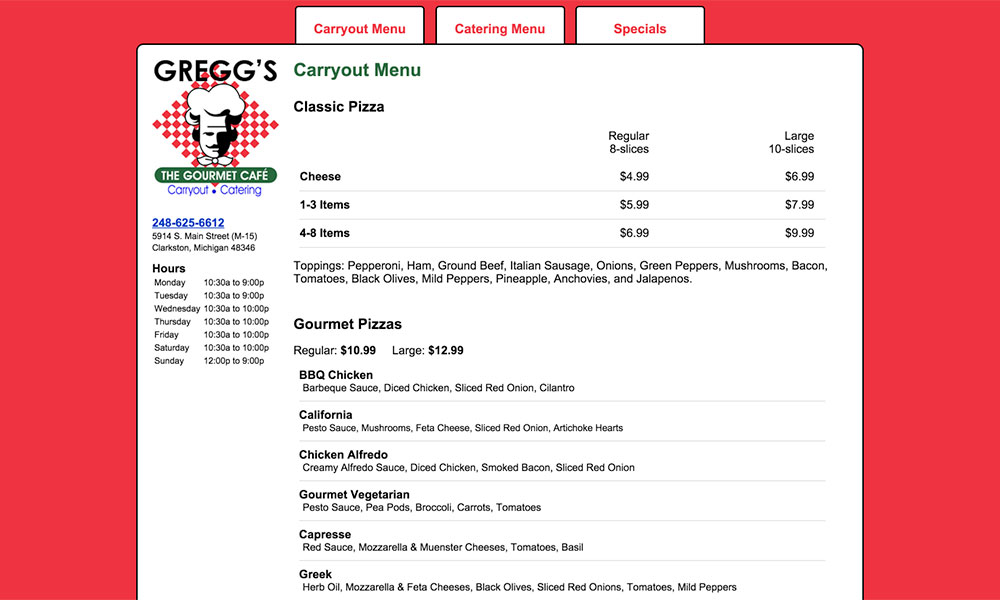 Carryout Menu
Catering Menu
Specials
GREGG'S
THE GOURMET CAFÉ
Carryout • Catering
248-625-6612
5914 S. Main Street (M-15)
Clarkston, Michigan 48346
Hours
Monday 10:30a to 9:00p
Tuesday 10:30a to 9:00p
Wednesday 10:30a to 10:00p
Thursday 10:30a to 10:00p
Friday 10:30a to 10:00p
Saturday 10:30a to 10:00p
Sunday 12:00p to 9:00p
Carryout Menu
Classic Pizza
Regular Large
8-slices 10-slices
Cheese $4.99 $6.99
1-3 Items $5.99 $7.99
4-8 Items $6.99 $9.99
Toppings: Pepperoni, Ham, Ground Beef, Italian Sausage, Onions, Green Peppers, Mushrooms, Bacon,
Tomatoes, Black Olives, Mild Peppers, Pineapple, Anchovies, and Jalapenos.
Gourmet Pizzas
Regular: $10.99 Large: $12.99
BBQ Chicken
Barbeque Sauce, Diced Chicken, Sliced Red Onion, Cilantro
California
Pesto Sauce, Mushrooms, Feta Cheese, Sliced Red Onion, Artichoke Hearts
Chicken Alfredo
Creamy Alfredo Sauce, Diced Chicken, Smoked Bacon, Sliced Red Onion
Gourmet Vegetarian
Pesto Sauce, Pea Pods, Broccoli, Carrots, Tomatoes
Capresse
Red Sauce, Mozzarella & Muenster Cheeses, Tomatoes, Basil
Greek
Herb Oil, Mozzarella & Feta Cheeses, Black Olives, Sliced Red Onions, Tomatoes, Mild Peppers